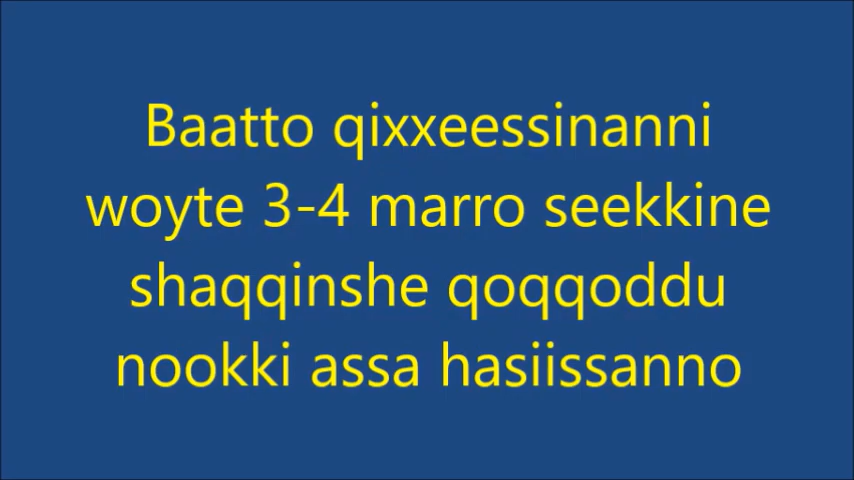 Baatto qixxeessinanni
woyte 3-4 marro seekkine
shaqqinshe qoqqoddu
nookki assa hasiissanno